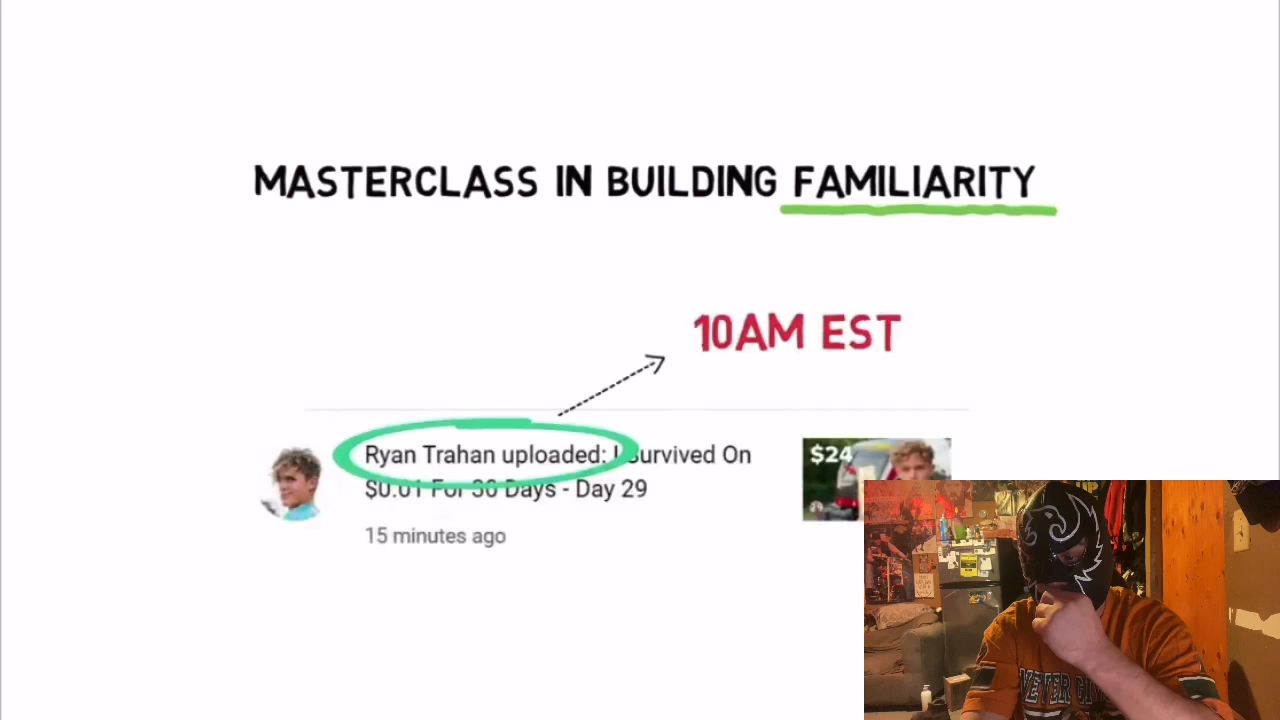 MASTERCLASS IN BUILDING FAMILIARITY
10AM EST
Ryan Trahan uploaded: I Survived On
$0.01 For 30 Days - Day 29
$24
15 minutes ago